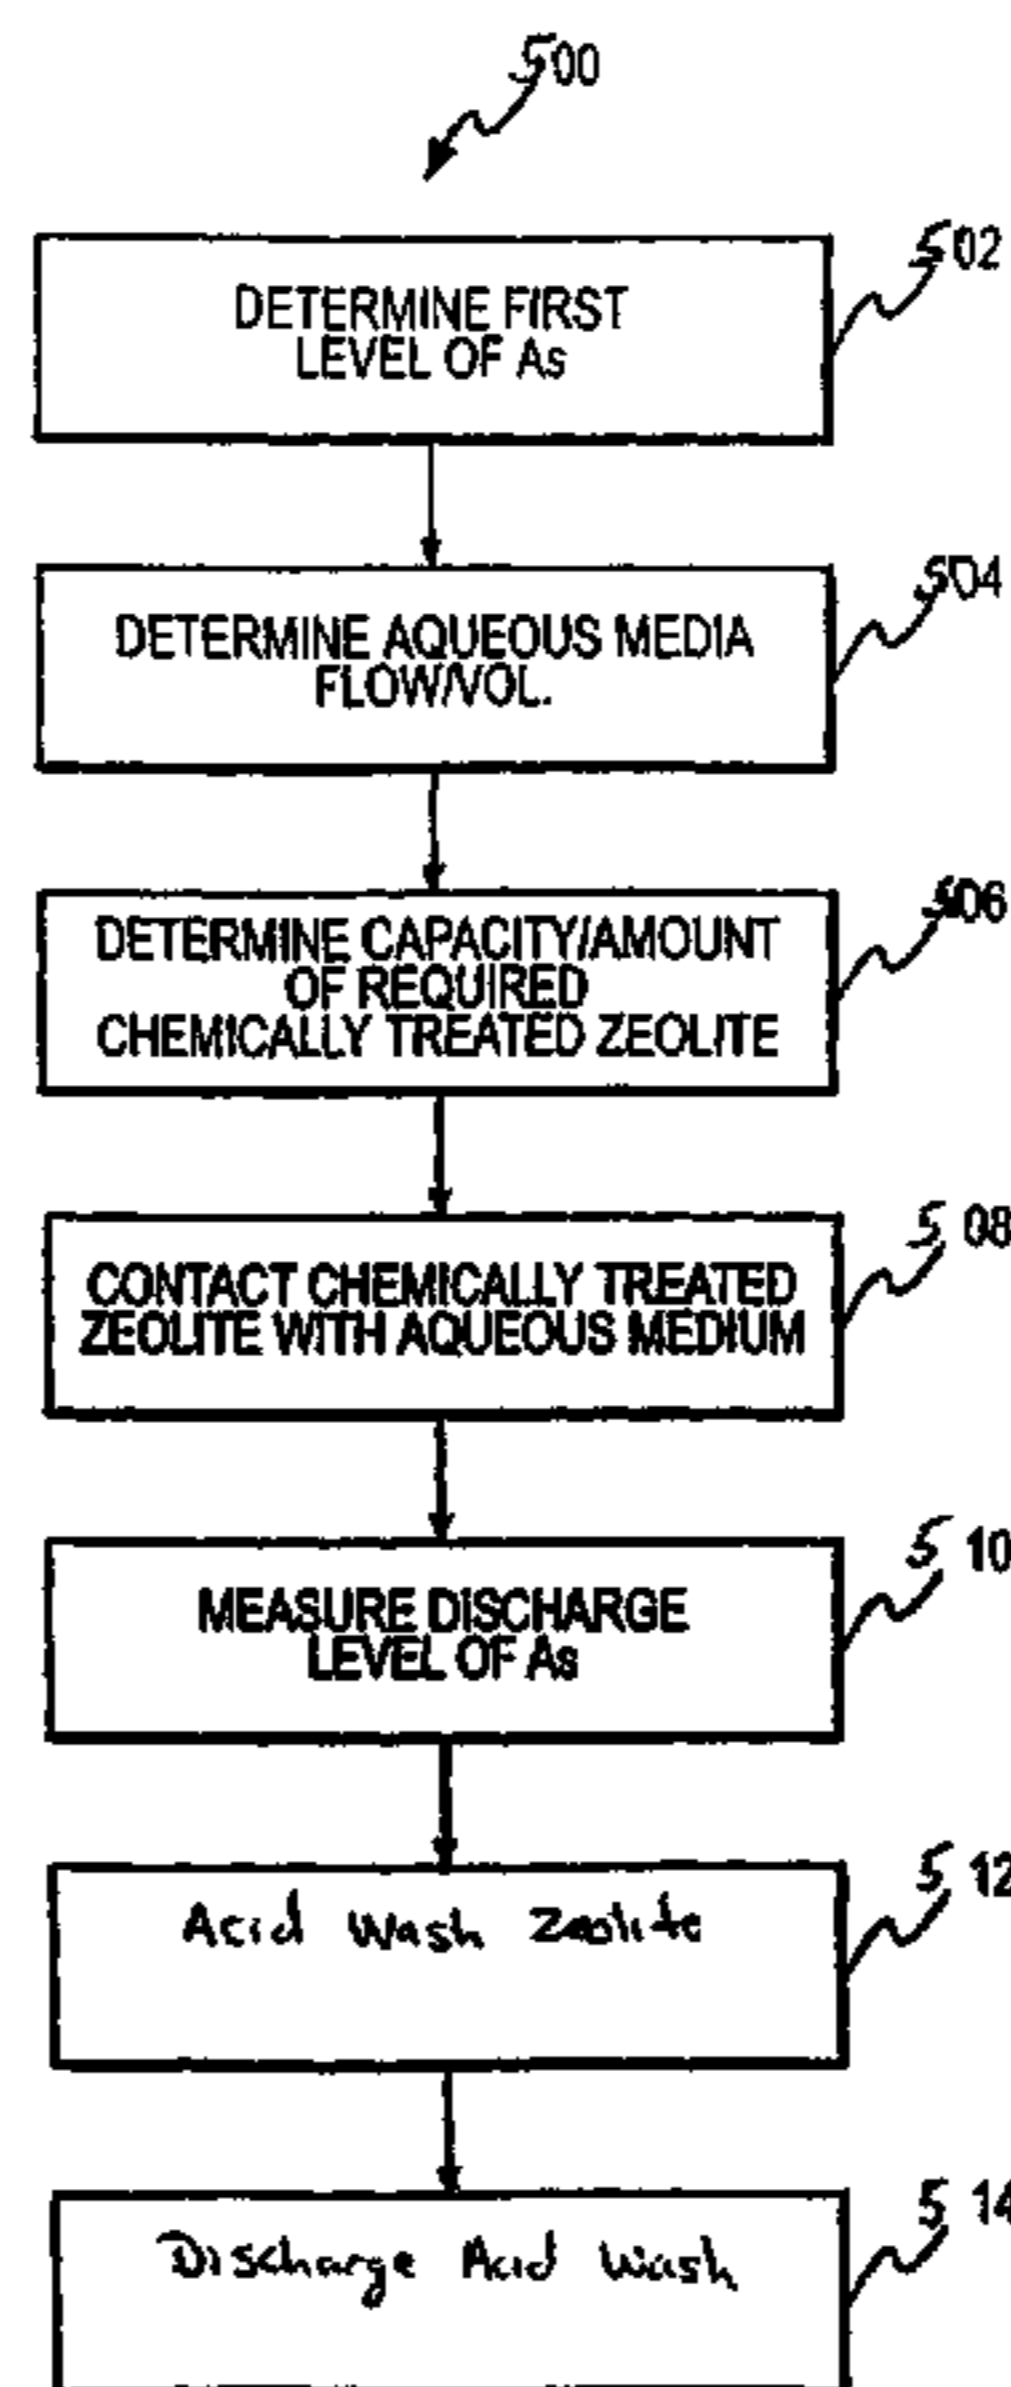 500
502
DETERMINE FIRST
LEVEL OF As
504
DETERMINE AQUEOUS MEDIA
FLOW/VOL.
506
DETERMINE CAPACITY/AMOUNT
OF REQUIRED
CHEMICALLY TREATED ZEOLITE
508
CONTACT CHEMICALLY TREATED
ZEOLITE WITH AQUEOUS MEDIUM
510
MEASURE DISCHARGE
LEVEL OF As
512
Acid Wash Zeolite
514
Discharge Acid Wash